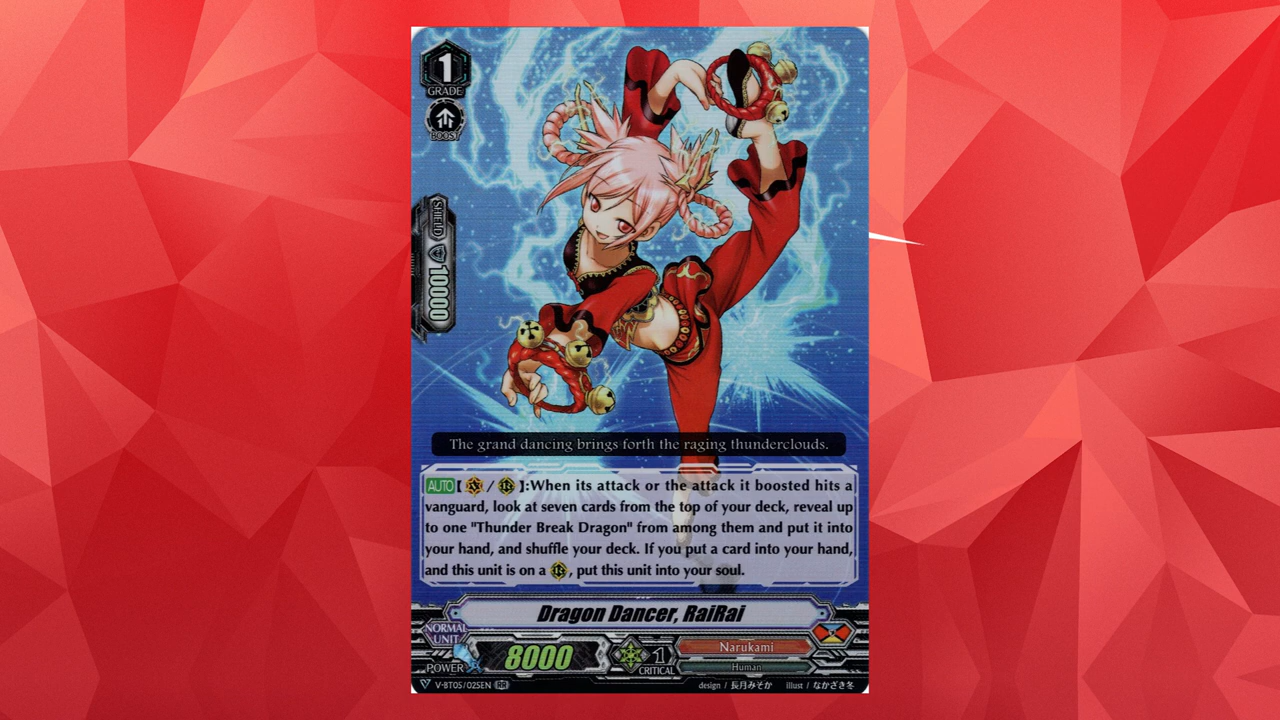 1
GRADE
BOOST
SHIELD 10000
The grand dancing brings forth the raging thunderclouds.
AUTO [ V / R ]:When its attack or the attack it boosted hits a
vanguard, look at seven cards from the top of your deck, reveal up
to one "Thunder Break Dragon" from among them and put it into
your hand, and shuffle your deck. If you put a card into your hand,
and this unit is on a R, put this unit into your soul.
Dragon Dancer, RaiRai
NORMAL
UNIT
POWER 8000
1
CRITICAL
Narukami
Human
V-BT05/025EN RR design / 長月みそか illust / なかざき冬